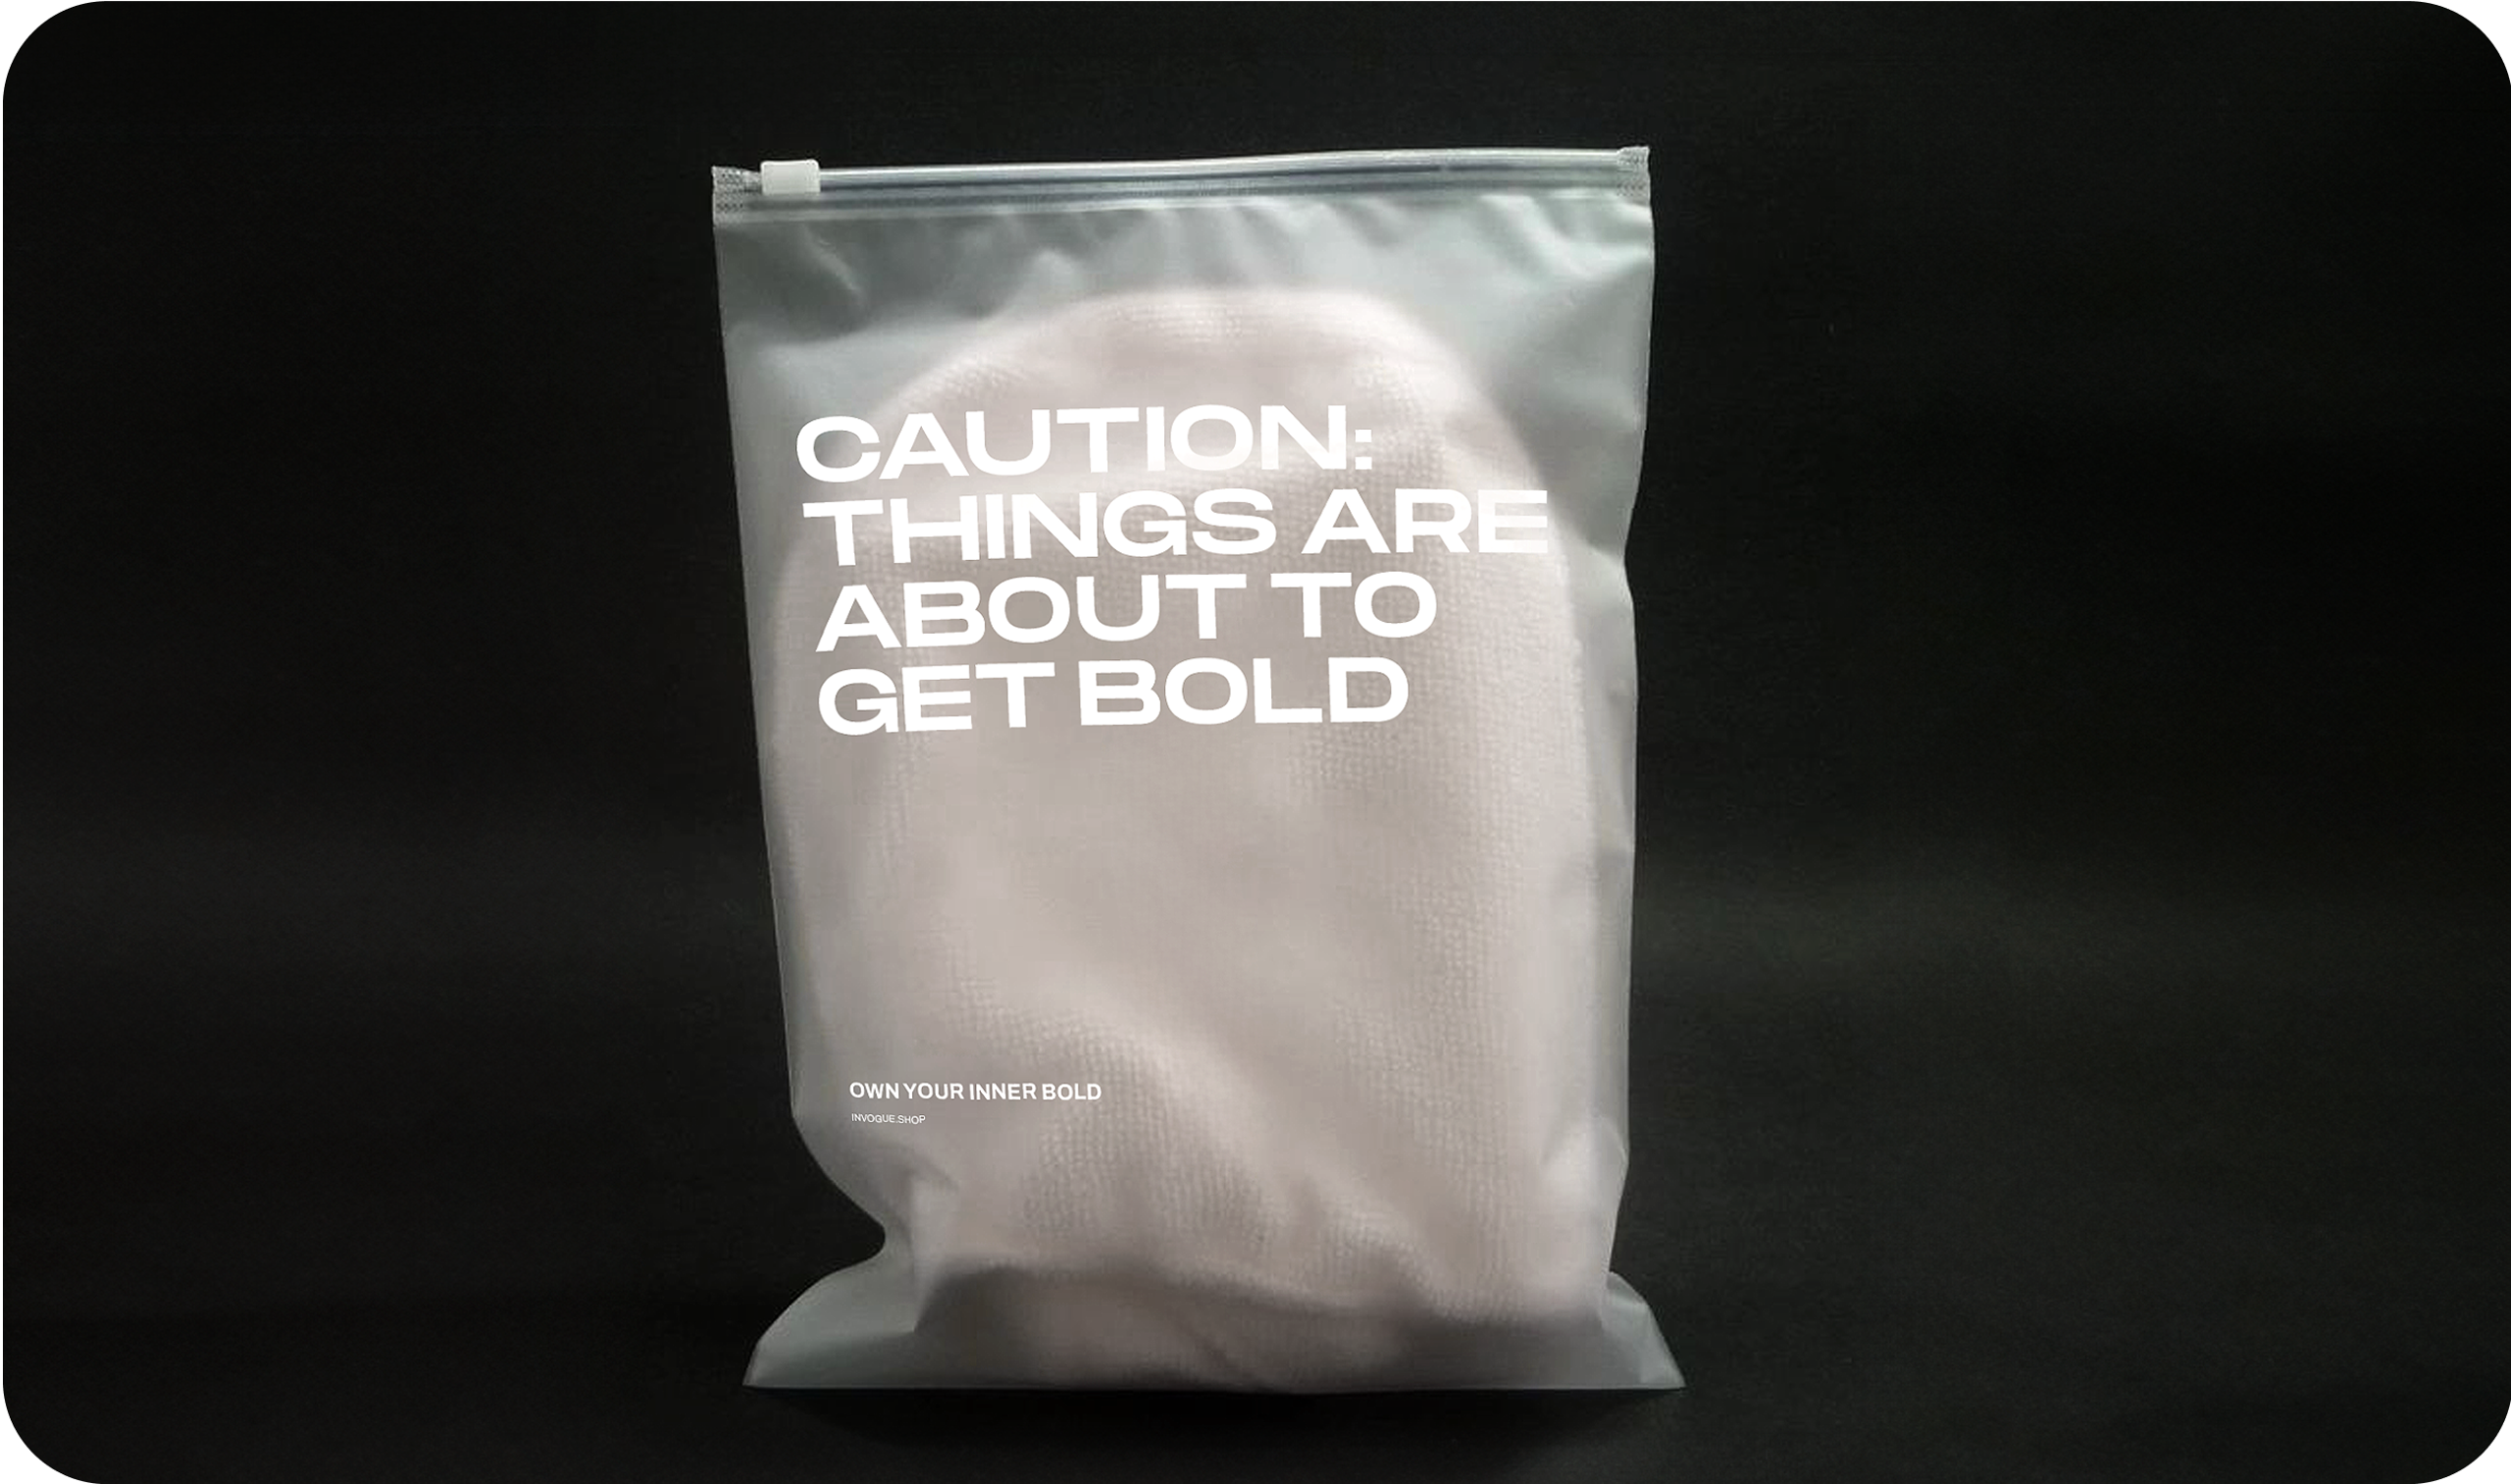 CAUTION:
THINGS ARE
ABOUT TO
GET BOLD
OWN YOUR INNER BOLD
INVOGUE.SHOP